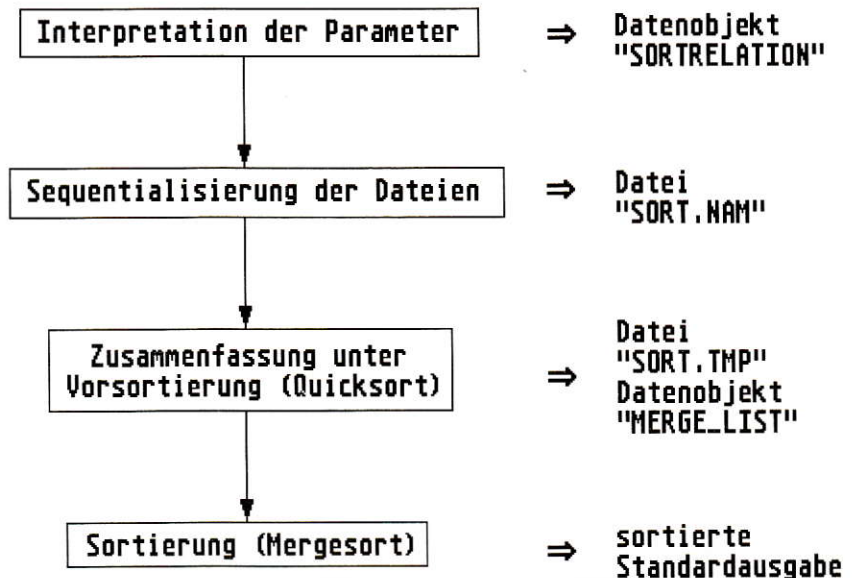 Interpretation der Parameter ⇒ Datenobjekt
"SORTRELATION"
Sequentialisierung der Dateien ⇒ Datei
"SORT.NAM"
Zusammenfassung unter
Vorsortierung (Quicksort) ⇒
Datei
"SORT.TMP"
Datenobjekt
"MERGE_LIST"
Sortierung (Mergesort) ⇒ sortierte
Standardausgabe